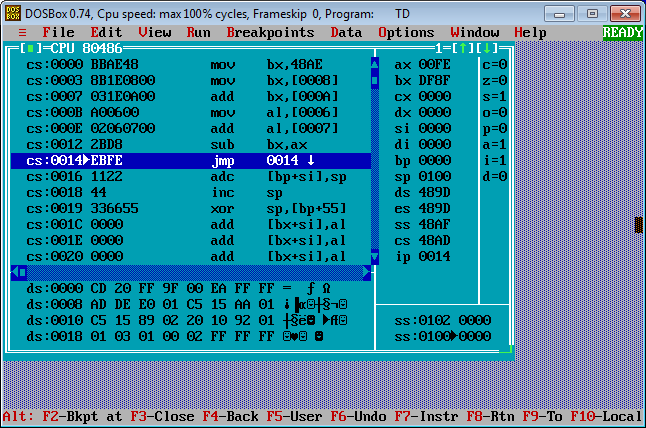 DOSBox 0.74, Cpu speed: max 100% cycles, Frameskip 0, Program: TD
≡ File Edit View Run Breakpoints Data Options Window Help READY
[■]=CPU 80486 1=[↑][↓]
cs:0000 BBAE48 mov bx,48AE ax 00FE c=0
cs:0003 8B1E0800 mov bx,[0008] bx DF8F z=0
cs:0007 031E0A00 add bx,[000A] cx 0000 s=1
cs:000B A00600 mov al,[0006] dx 0000 o=0
cs:000E 02060700 add al,[0007] si 0000 p=0
cs:0012 2BD8 sub bx,ax di 0000 a=1
cs:0014►EBFE jmp 0014 ↓ bp 0000 i=1
cs:0016 1122 adc [bp+si],sp sp 0100 d=0
cs:0018 44 inc sp ds 489D
cs:0019 336655 xor sp,[bp+55] es 489D
cs:001C 0000 add [bx+si],al ss 48AF
cs:001E 0000 add [bx+si],al cs 48AD
cs:0020 0000 add [bx+si],al ip 0014
ds:0000 CD 20 FF 9F 00 EA FF FF = ƒ Ω
ds:0008 AD DE E0 01 C5 15 AA 01 ¡▐α☺┼§¬☺
ds:0010 C5 15 89 02 20 10 92 01 ┼§ë☻ ►Æ☺ ss:0102 0000
ds:0018 01 03 01 00 02 FF FF FF ☺♥☺ ☻ ss:0100►0000
Alt: F2-Bkpt at F3-Close F4-Back F5-User F6-Undo F7-Instr F8-Rtn F9-To F10-Local